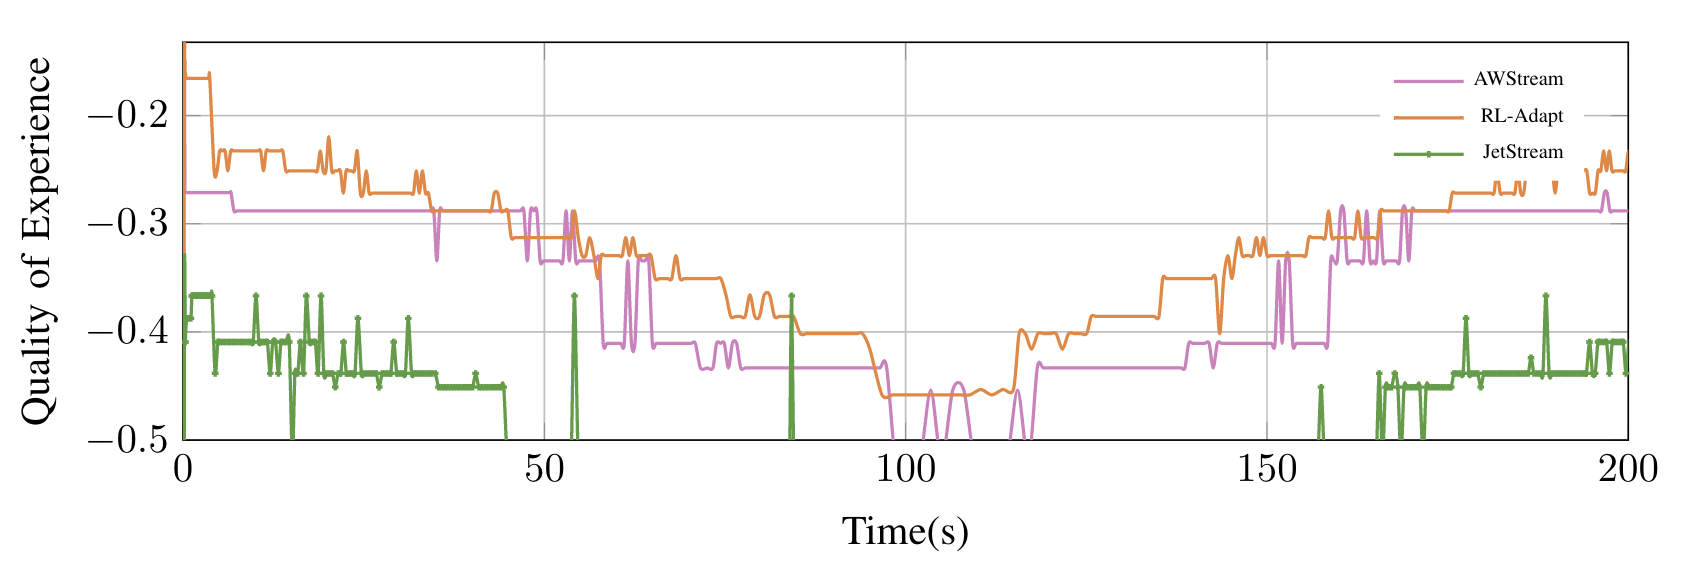 Quality of Experience
−0.2
−0.3
−0.4
−0.5
0 50 100 150 200
Time(s)
AWStream
RL-Adapt
JetStream